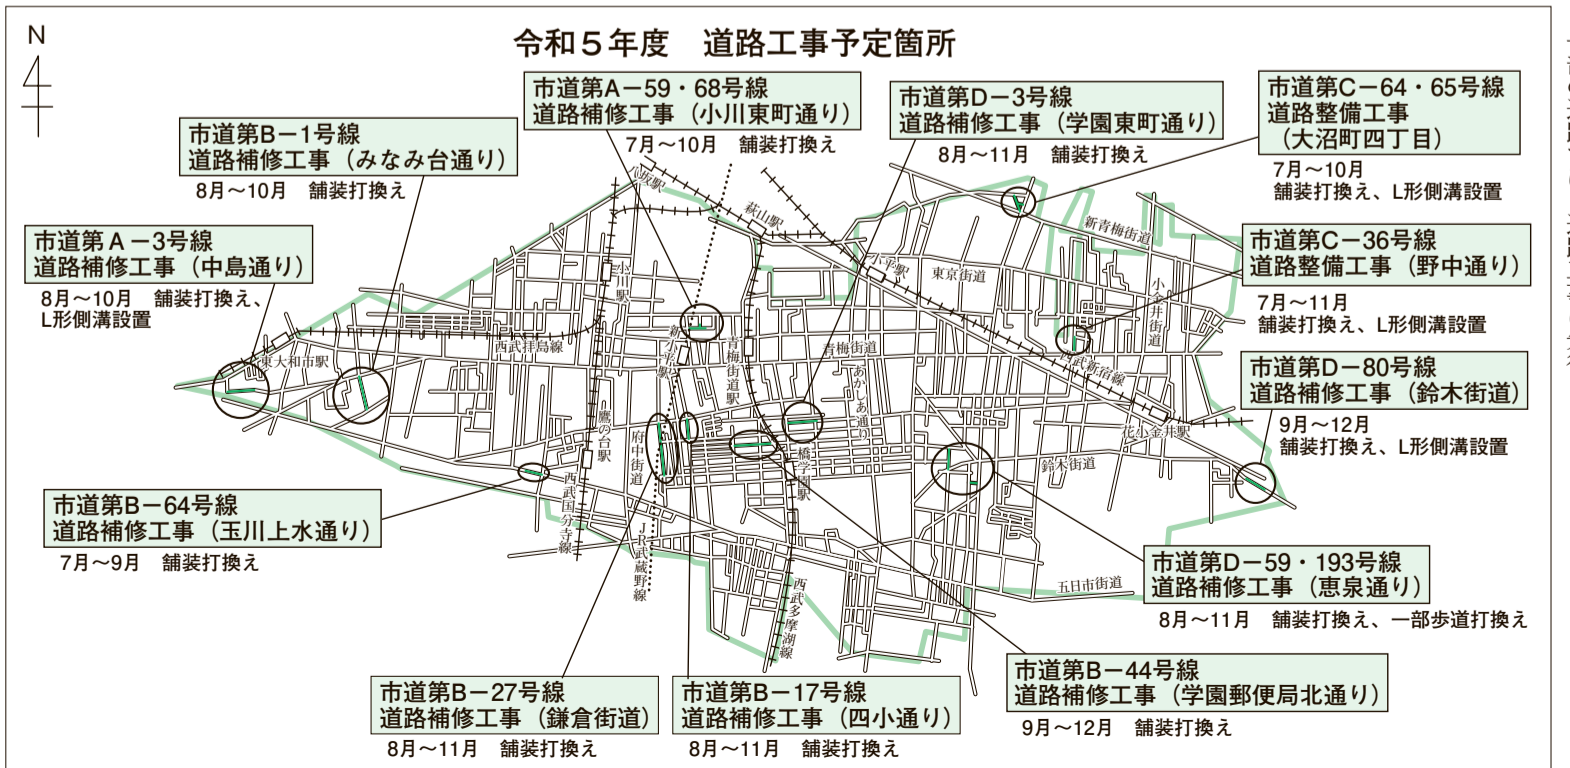 N
令和５年度　道路工事予定箇所
市道第A－59・68号線
道路補修工事（小川東町通り）
7月～10月　舗装打換え
市道第D－3号線
道路補修工事（学園東町通り）
8月～11月　舗装打換え
市道第C－64・65号線
道路整備工事
（大沼町四丁目）
7月～10月
舗装打換え、L形側溝設置
市道第B－1号線
道路補修工事（みなみ台通り）
8月～10月　舗装打換え
市道第A－3号線
道路補修工事（中島通り）
8月～10月　舗装打換え、
L形側溝設置
市道第C－36号線
道路整備工事（野中通り）
7月～11月
舗装打換え、L形側溝設置
市道第D－80号線
道路補修工事（鈴木街道）
9月～12月
舗装打換え、L形側溝設置
坂駅
萩山駅
小平駅
東京街道
新青梅街道
小金井街道
小川駅
新小平駅
青梅街道駅
青梅街道
あかしあ通り
西武新宿線
西武拝島線
東大和市駅
花小金井駅
鷹の台駅
府中街道
橋学園駅
鈴木街道
西武国分寺線
JR武蔵野線
西武多摩湖線
五日市街道
市道第B－64号線
道路補修工事（玉川上水通り）
7月～9月　舗装打換え
市道第D－59・193号線
道路補修工事（恵泉通り）
8月～11月　舗装打換え、一部歩道打換え
市道第B－27号線
道路補修工事（鎌倉街道）
8月～11月　舗装打換え
市道第B－17号線
道路補修工事（四小通り）
8月～11月　舗装打換え
市道第B－44号線
道路補修工事（学園郵便局北通り）
9月～12月　舗装打換え